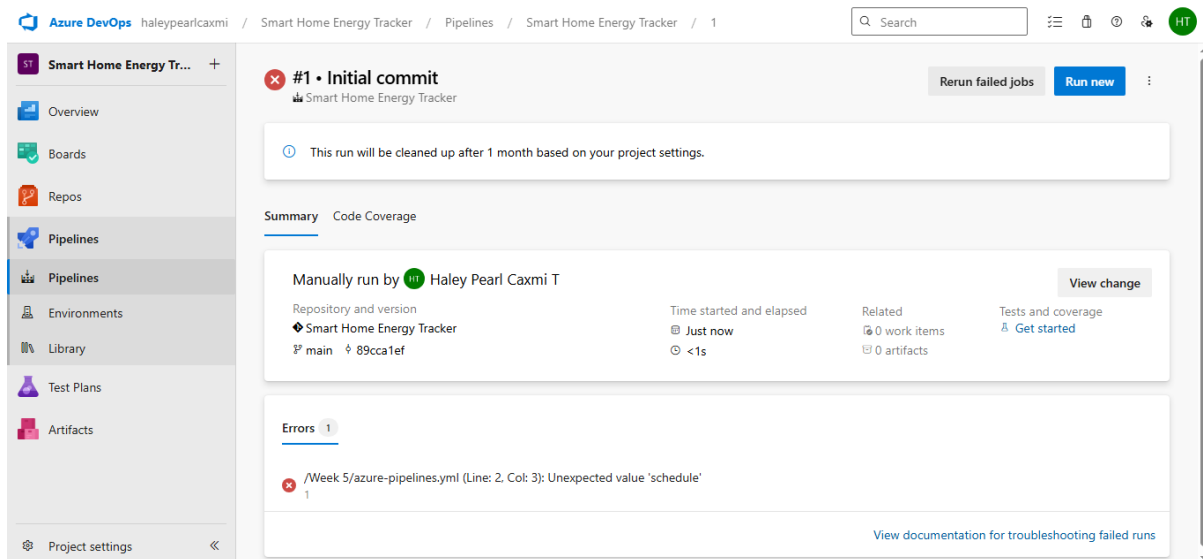 Azure DevOps haleypearlcaxmi / Smart Home Energy Tracker / Pipelines / Smart Home Energy Tracker / 1
Search
HT
ST Smart Home Energy Tr... +
Overview
Boards
Repos
Pipelines
Pipelines
Environments
Library
Test Plans
Artifacts
Project settings
#1 • Initial commit
Smart Home Energy Tracker
Rerun failed jobs
Run new
This run will be cleaned up after 1 month based on your project settings.
Summary Code Coverage
Manually run by HT Haley Pearl Caxmi T
View change
Repository and version
Smart Home Energy Tracker
main 89cca1ef
Time started and elapsed
Just now
<1s
Related
0 work items
0 artifacts
Tests and coverage
Get started
Errors 1
/Week 5/azure-pipelines.yml (Line: 2, Col: 3): Unexpected value 'schedule'
1
View documentation for troubleshooting failed runs